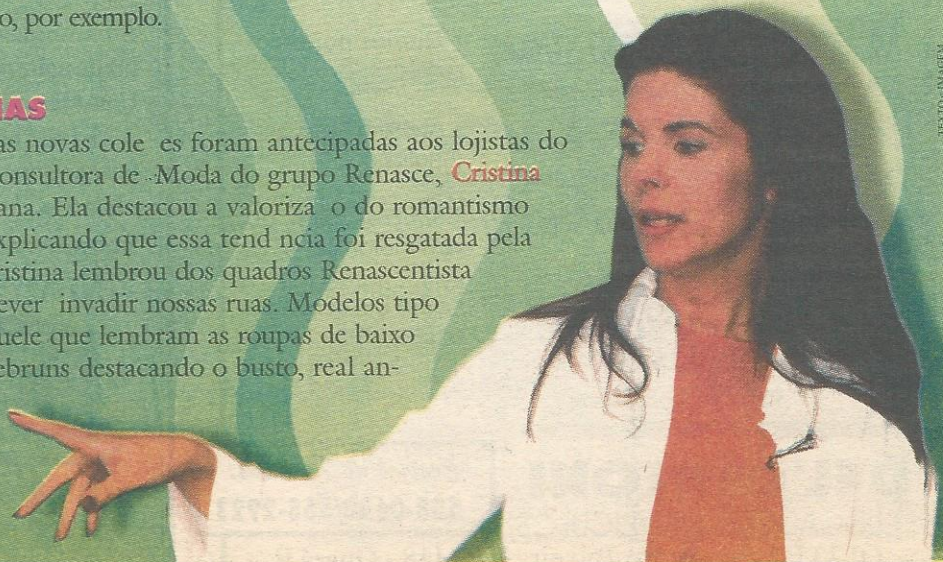 o, por exemplo.
IAS
as novas cole es foram antecipadas aos lojistas do
onsultora de Moda do grupo Renasce, Cristina
ana. Ela destacou a valoriza o do romantismo
xplicando que essa tend ncia foi resgatada pela
ristina lembrou dos quadros Renascentista
ever invadir nossas ruas. Modelos tipo
uele que lembram as roupas de baixo
ebruns destacando o busto, real an-